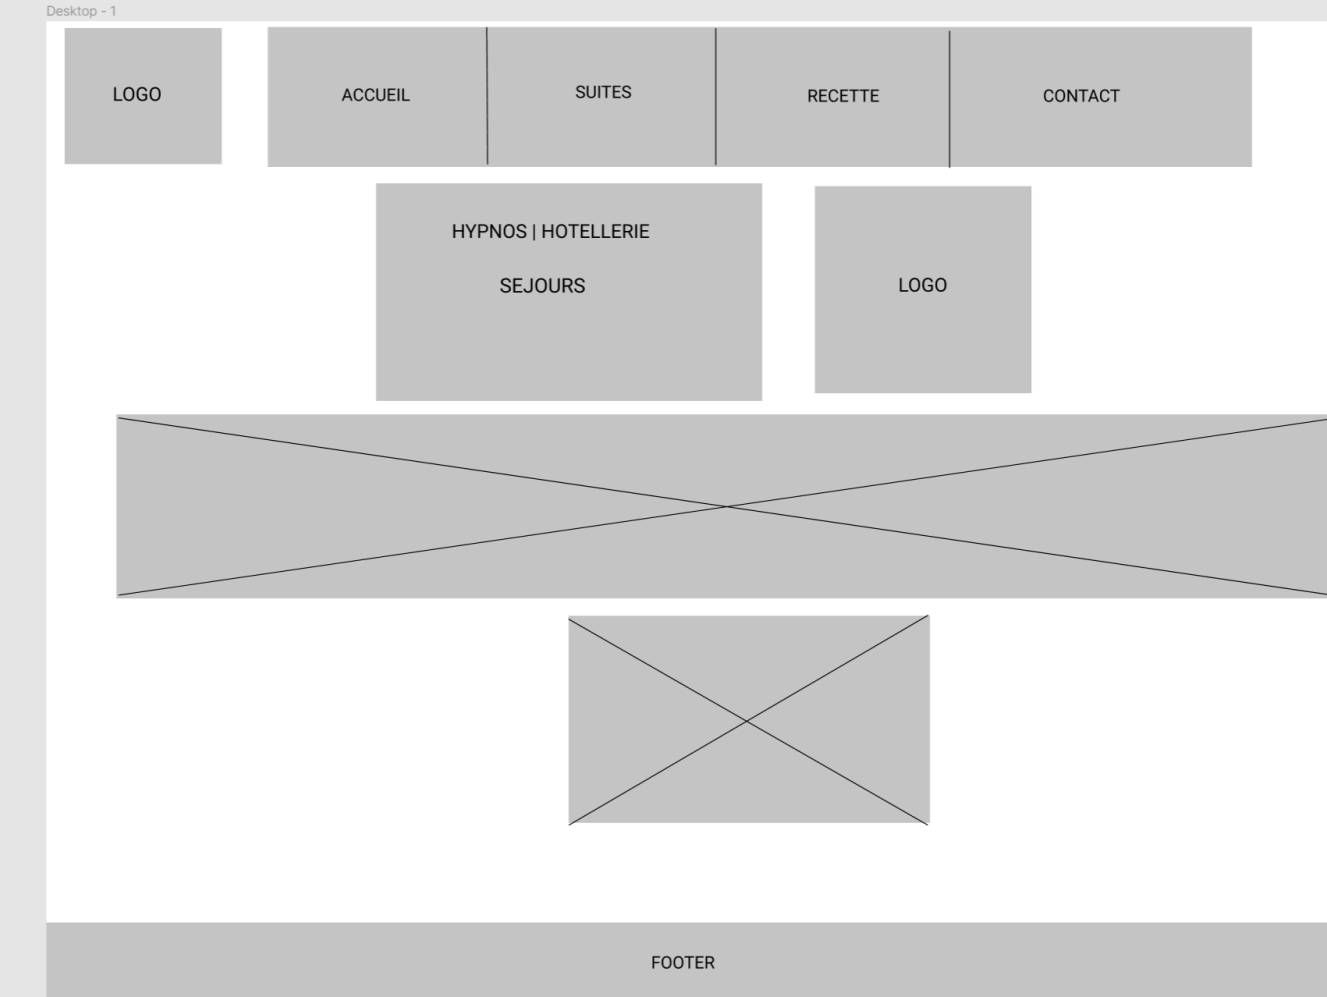 Desktop - 1
LOGO
ACCUEIL
SUITES
RECETTE
CONTACT
HYPNOS | HOTELLERIE
SEJOURS
LOGO
FOOTER